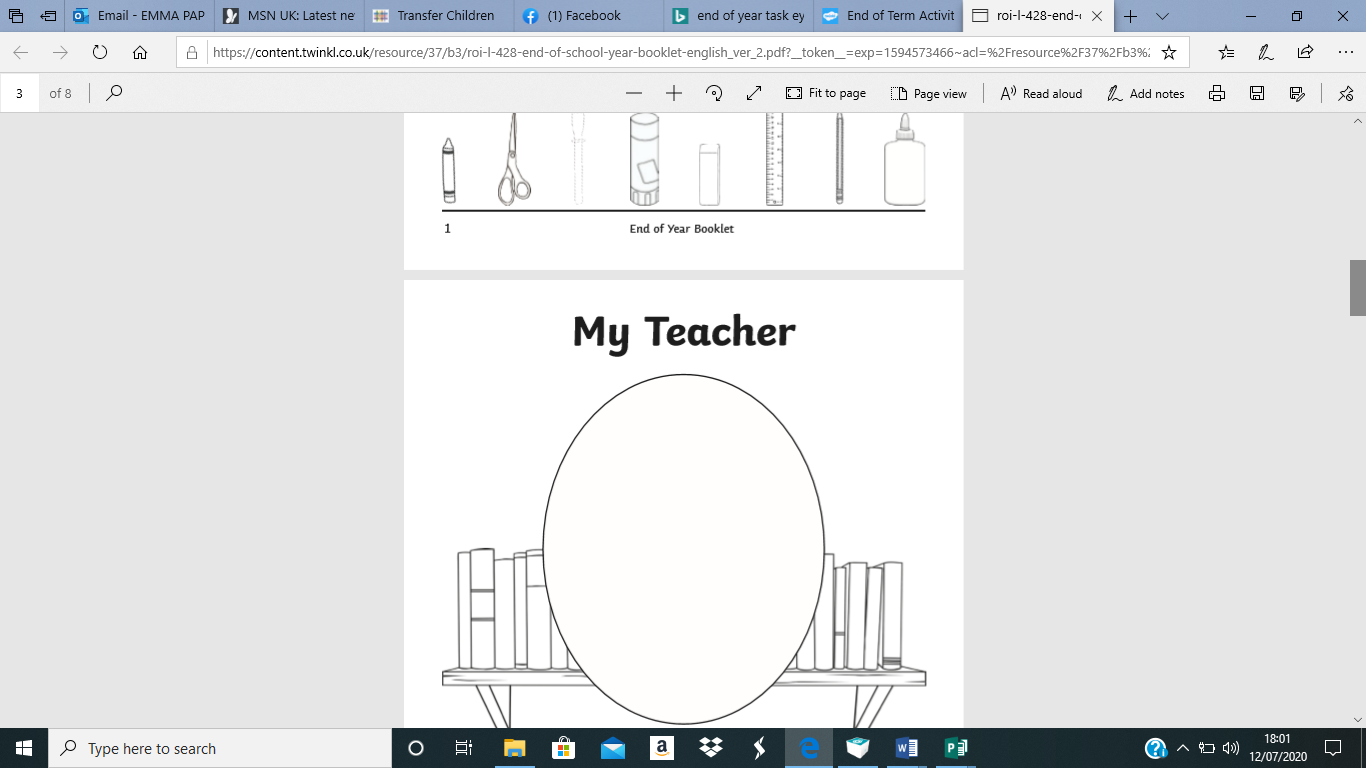 Email - EMMA PAP
MSN UK: Latest ne
Transfer Children
(1) Facebook
end of year task ey
End of Term Activit
roi-l-428-end-
https://content.twinkl.co.uk/resource/37/b3/roi-l-428-end-of-school-year-booklet-english_ver_2.pdf?__token__=exp=1594573466~acl=%2Fresource%2F37%2Fb3%2
3 of 8
Fit to page
Page view
Read aloud
Add notes
1 End of Year Booklet
My Teacher
Type here to search
18:01
12/07/2020